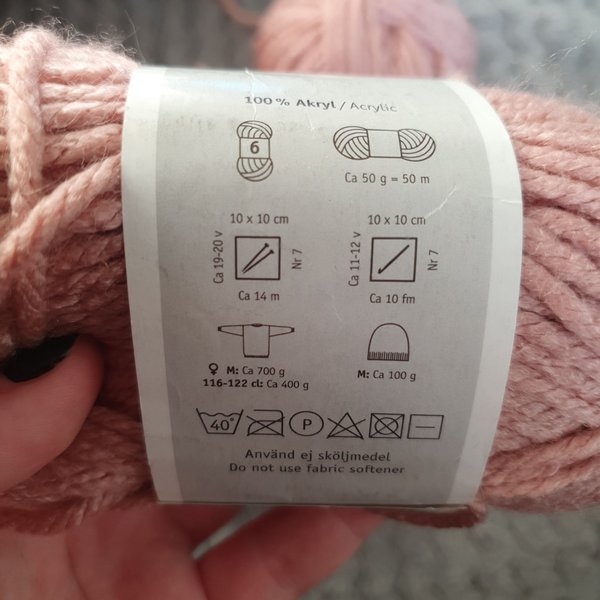 100% Akryl / Acrylic
6
Ca 50 g = 50 m
10 x 10 cm
Ca 19-20 v
Nr 7
Ca 14 m
10 x 10 cm
Ca 11-12 v
Nr 7
Ca 10 fm
♀ M: Ca 700 g
116-122 cl: Ca 400 g
M: Ca 100 g
40° P
Använd ej sköljmedel
Do not use fabric softener